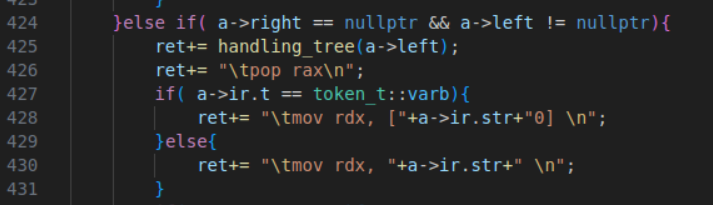 424 }else if( a->right == nullptr && a->left != nullptr){
425 ret+= handling_tree(a->left);
426 ret+= "\tpop rax\n";
427 if( a->ir.t == token_t::varb){
428 ret+= "\tmov rdx, ["+a->ir.str+"0] \n";
429 }else{
430 ret+= "\tmov rdx, "+a->ir.str+" \n";
431 }